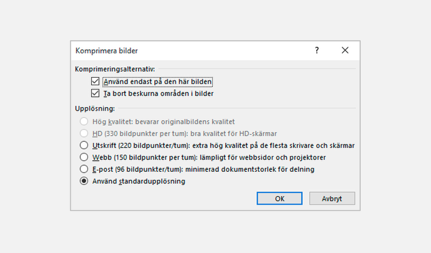 Komprimera bilder
Komprimeringsalternativ:
Använd endast på den här bilden
Ta bort beskurna områden i bilder
Upplösning:
Hög kvalitet: bevarar originalbildens kvalitet
HD (330 bildpunkter per tum): bra kvalitet för HD-skärmar
Utskrift (220 bildpunkter/tum): extra hög kvalitet på de flesta skrivare och skärmar
Webb (150 bildpunkter per tum): lämpligt för webbsidor och projektorer
E-post (96 bildpunkter/tum): minimerad dokumentstorlek för delning
Använd standardupplösning
OK Avbryt